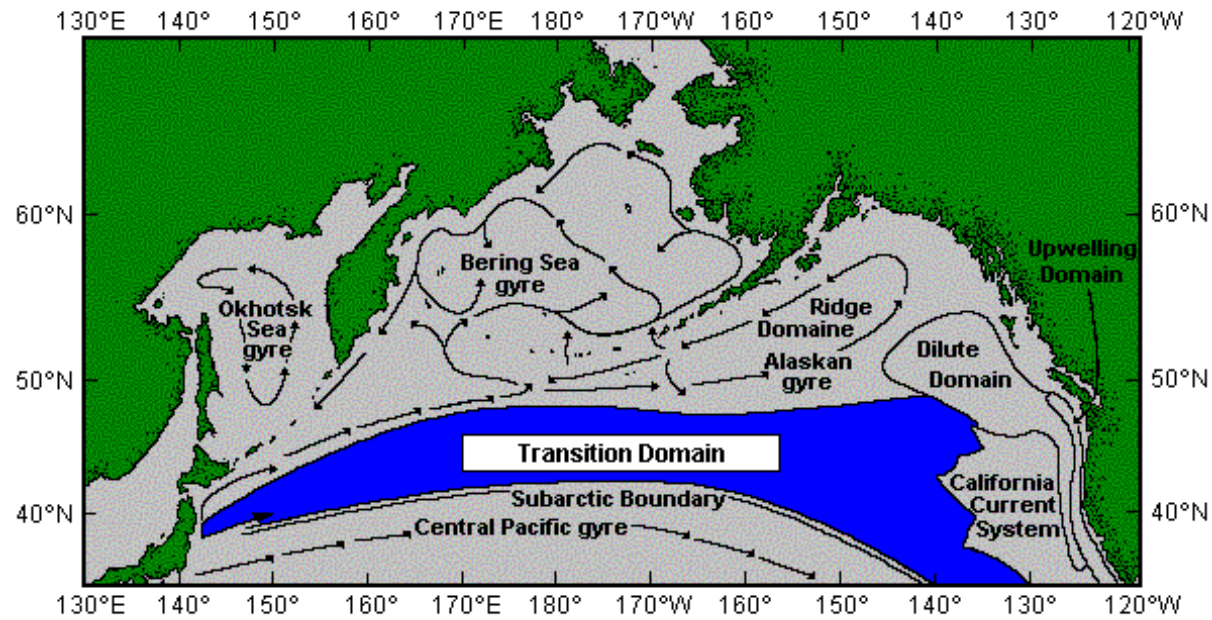 130°E 140° 150° 160° 170°E 180° 170°W 160° 150° 140° 130° 120°W
60°N 60°N
Upwelling
Domain
Bering Sea
gyre
Okhotsk
Sea
gyre
Ridge
Domaine
Alaskan
gyre
Dilute
Domain
50°N 50°N
Transition Domain
California
Current
System
Subarctic Boundary
Central Pacific gyre
40°N 40°N
130°E 140° 150° 160° 170°E 180° 170°W 160° 150° 140° 130° 120°W